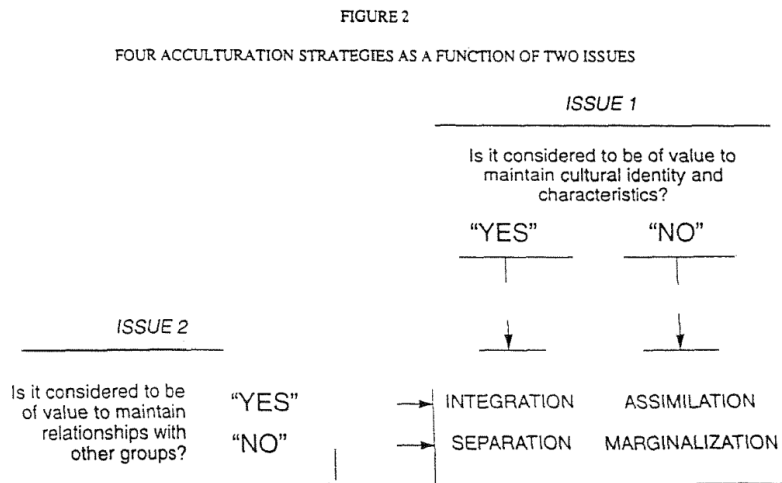 FIGURE 2
FOUR ACCULTURATION STRATEGIES AS A FUNCTION OF TWO ISSUES
ISSUE 1
Is it considered to be of value to
maintain cultural identity and
characteristics?
"YES" "NO"
ISSUE 2
Is it considered to be
of value to maintain
relationships with
other groups?
"YES" INTEGRATION ASSIMILATION
"NO" SEPARATION MARGINALIZATION